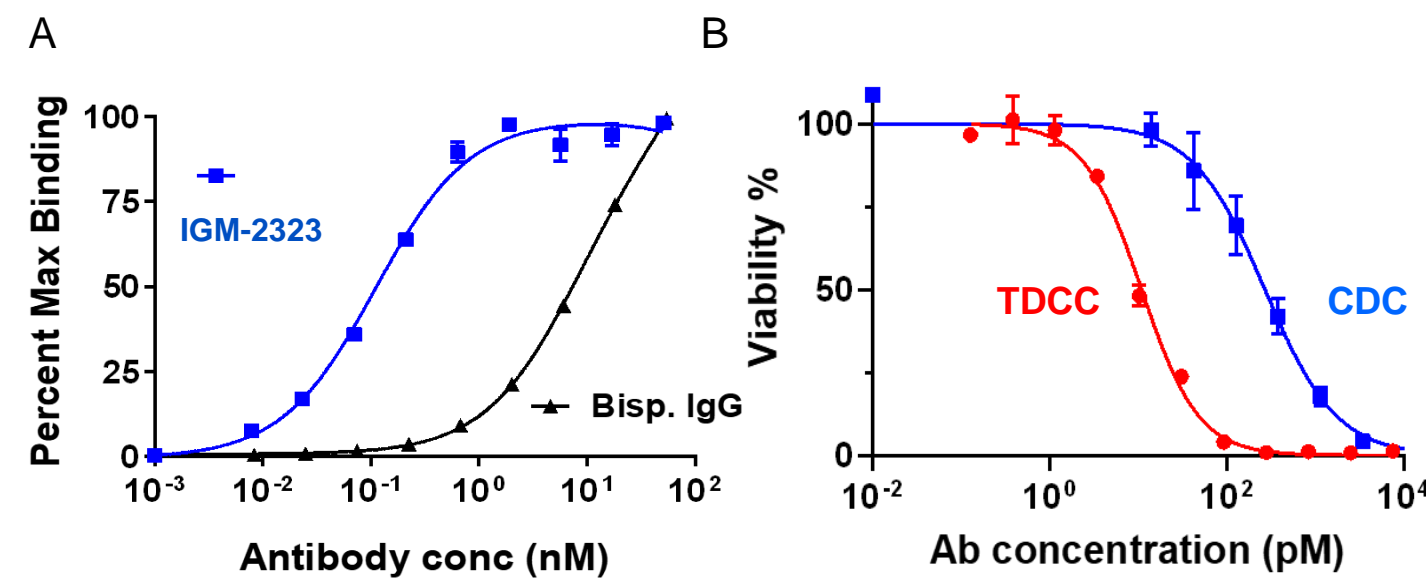 A
B
Percent Max Binding
100
75
50
25
0
IGM-2323
Bisp. IgG
10-3 10-2 10-1 100 101 102
Antibody conc (nM)
Viability %
100
50
0
TDCC
CDC
10-2 100 102 104
Ab concentration (pM)